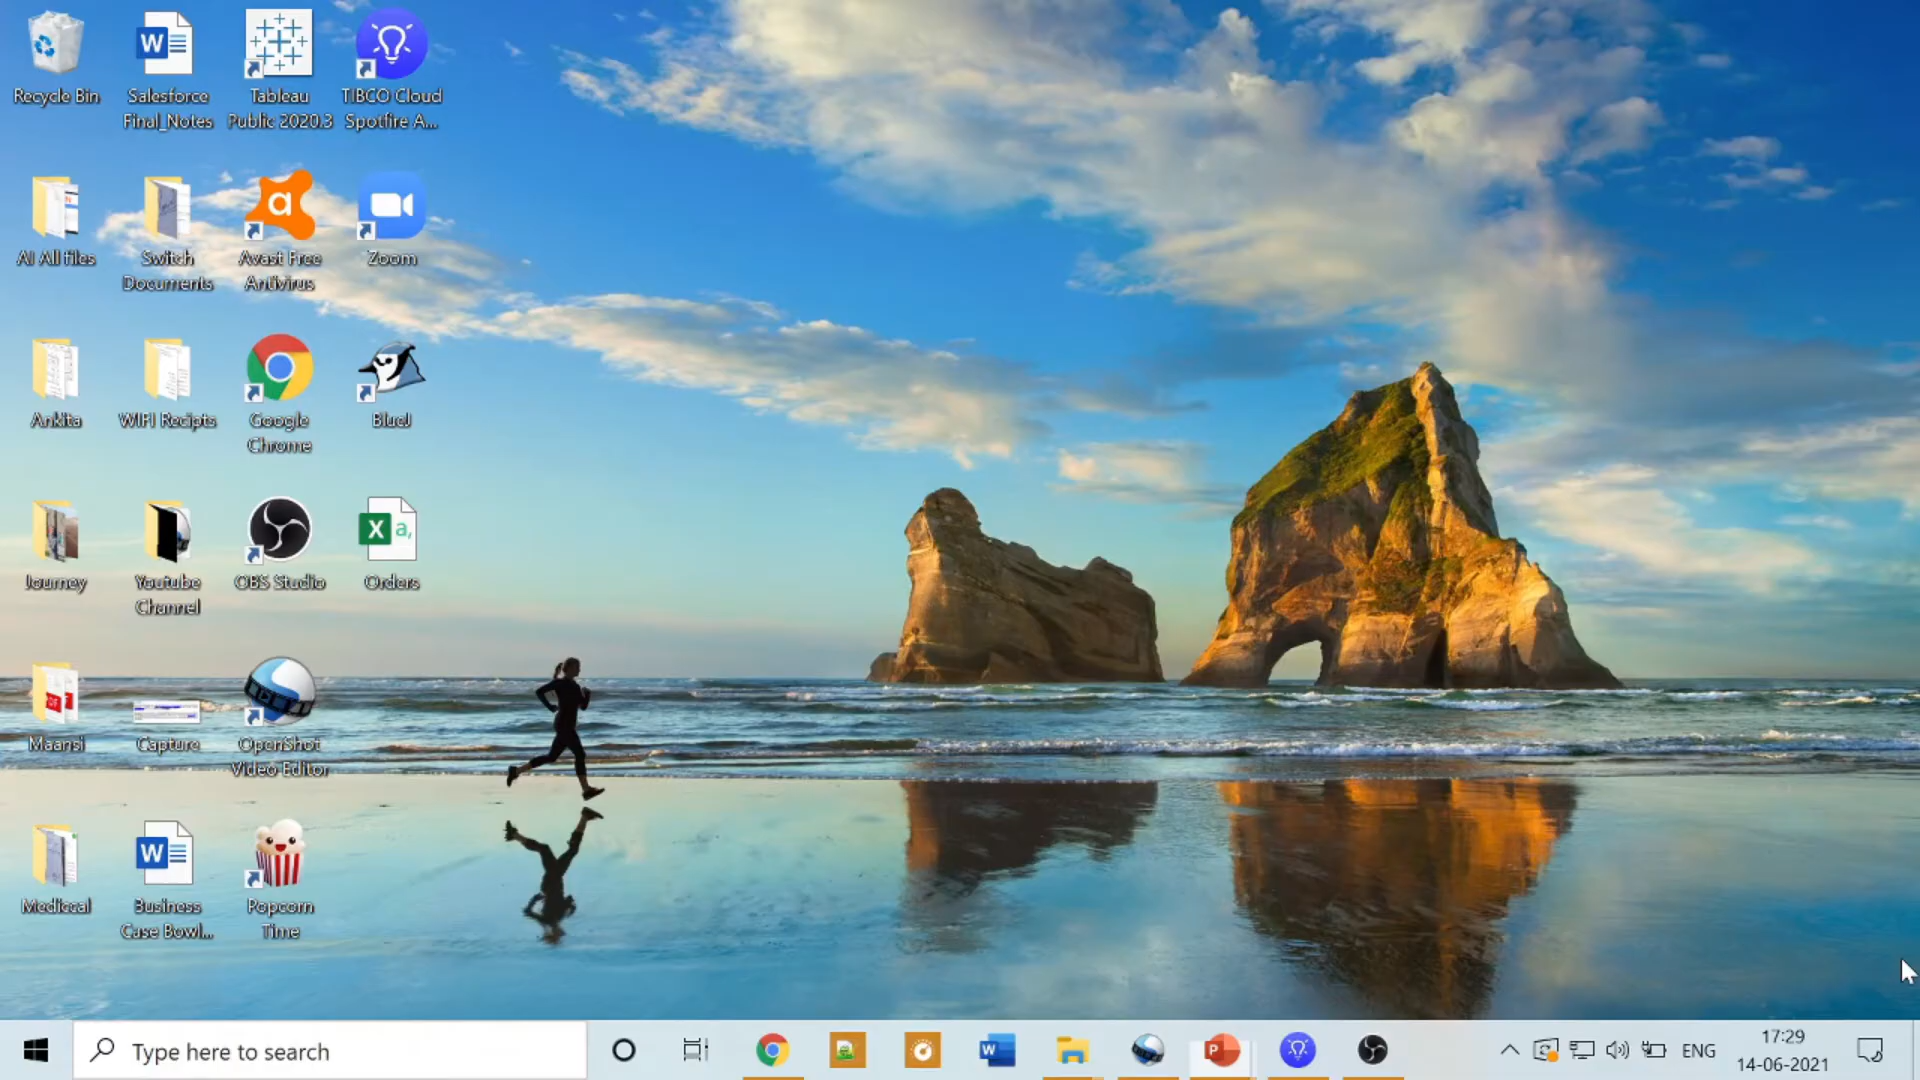 Recycle Bin
Salesforce
Final_Notes
Tableau
Public 2020.3
TIBCO Cloud
Spotfire A...
AI All files
Switch
Documents
Avast Free
Antivirus
Zoom
Ankita
WIFI Recipts
Google
Chrome
BlueJ
Journey
Youtube
Channel
OBS Studio
Orders
Maansi
Capture
OpenShot
Video Editor
Mediccal
Business
Case Bowl...
Popcorn
Time
Type here to search
ENG
17:29
14-06-2021